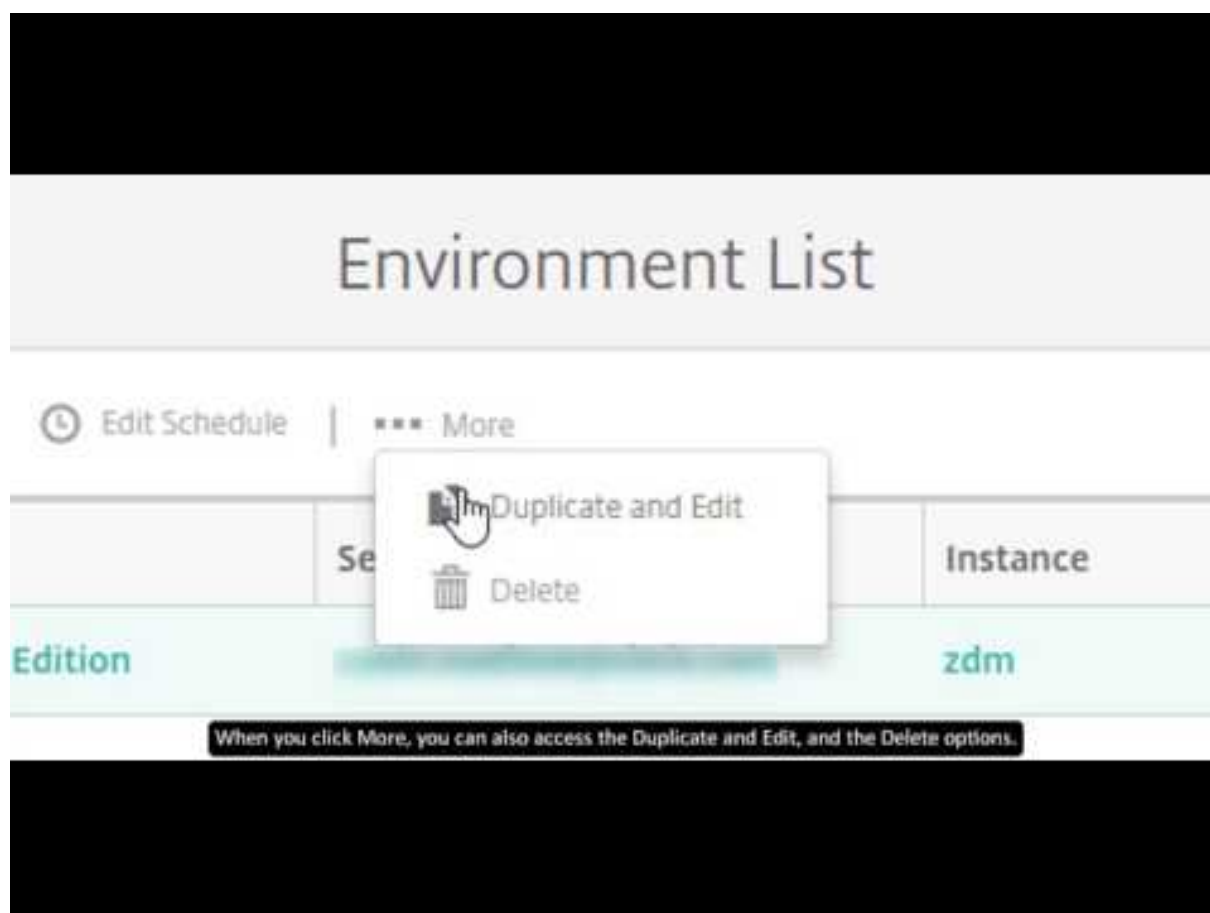 Environment List
Edit Schedule | ▪▪▪ More
Duplicate and Edit
Se Instance
Delete
Edition zdm
When you click More, you can also access the Duplicate and Edit, and the Delete options.